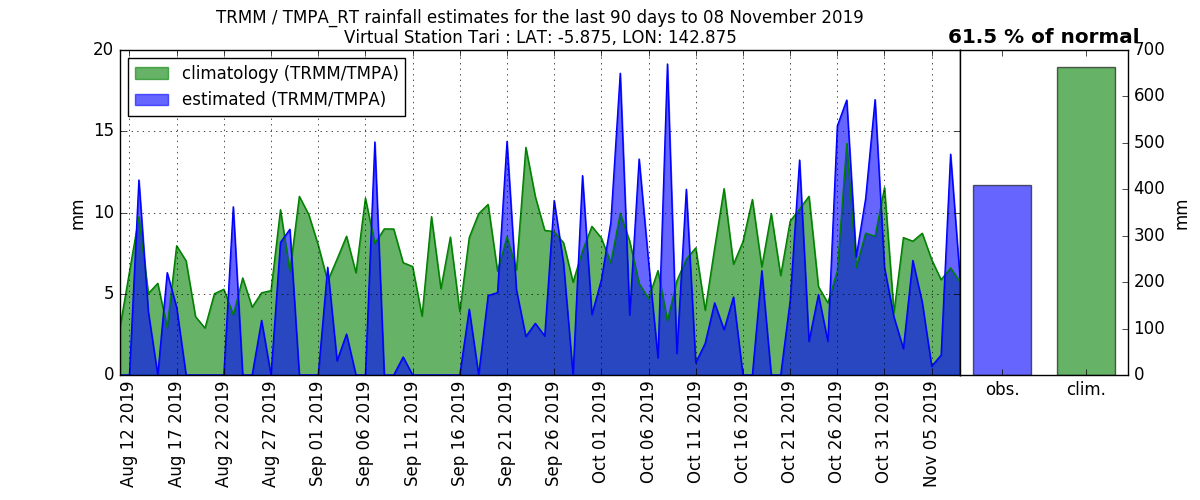 TRMM / TMPA_RT rainfall estimates for the last 90 days to 08 November 2019
Virtual Station Tari : LAT: -5.875, LON: 142.875
61.5 % of normal
climatology (TRMM/TMPA)
estimated (TRMM/TMPA)
20
15
10
5
0
mm
700
600
500
400
300
200
100
0
mm
Aug 12 2019
Aug 17 2019
Aug 22 2019
Aug 27 2019
Sep 01 2019
Sep 06 2019
Sep 11 2019
Sep 16 2019
Sep 21 2019
Sep 26 2019
Oct 01 2019
Oct 06 2019
Oct 11 2019
Oct 16 2019
Oct 21 2019
Oct 26 2019
Oct 31 2019
Nov 05 2019
obs.
clim.